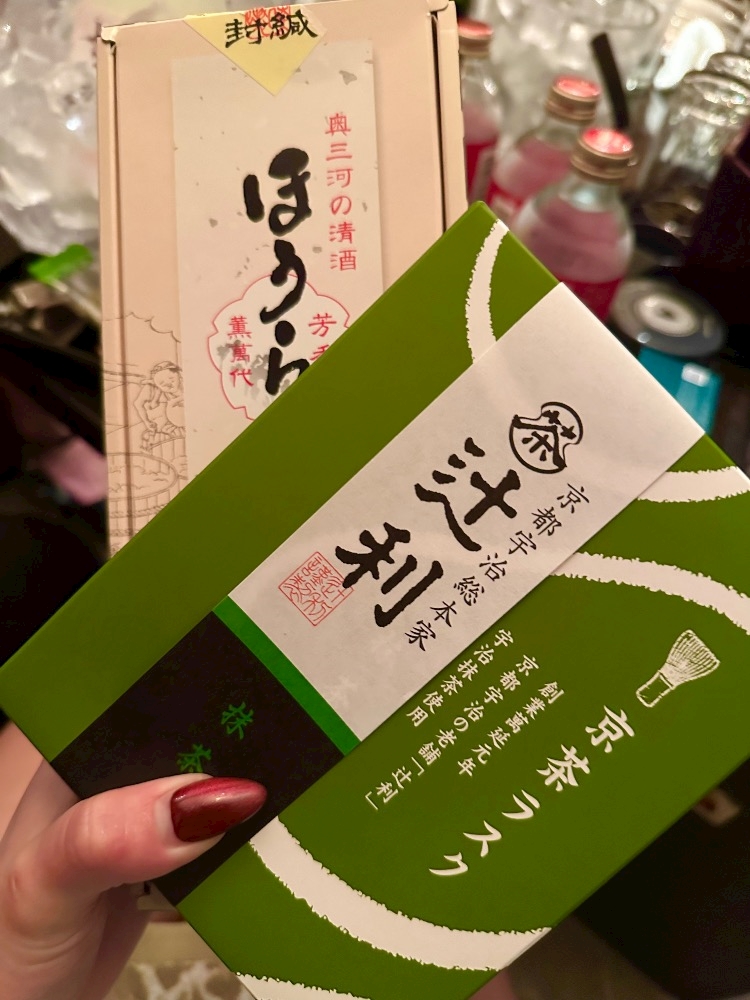 封緘
奥三河の清酒
ほうら
芳
薫萬代
茶
京都宇治総本家
辻利
京茶ラスク
創業萬延元年
京都宇治の老舗「辻利」
宇治抹茶使用
抹茶